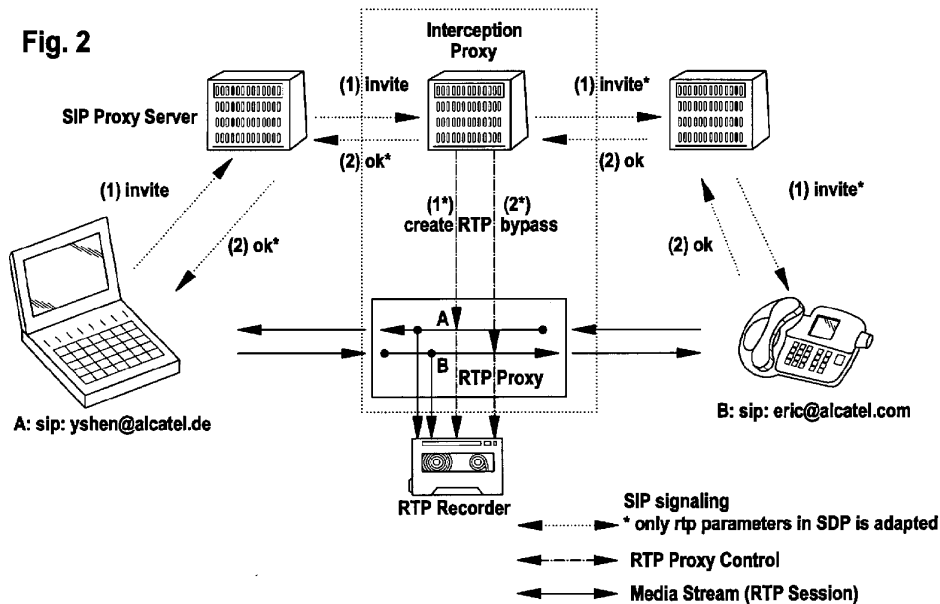 Fig. 2
Interception
Proxy
SIP Proxy Server
(1) invite
(1) invite*
(2) ok*
(2) ok
(1) invite
(2) ok*
(1*)
(2*)
create RTP bypass
(1) invite*
(2) ok
A
B
RTP Proxy
A: sip: yshen@alcatel.de
B: sip: eric@alcatel.com
RTP Recorder
SIP signaling
* only rtp parameters in SDP is adapted
RTP Proxy Control
Media Stream (RTP Session)